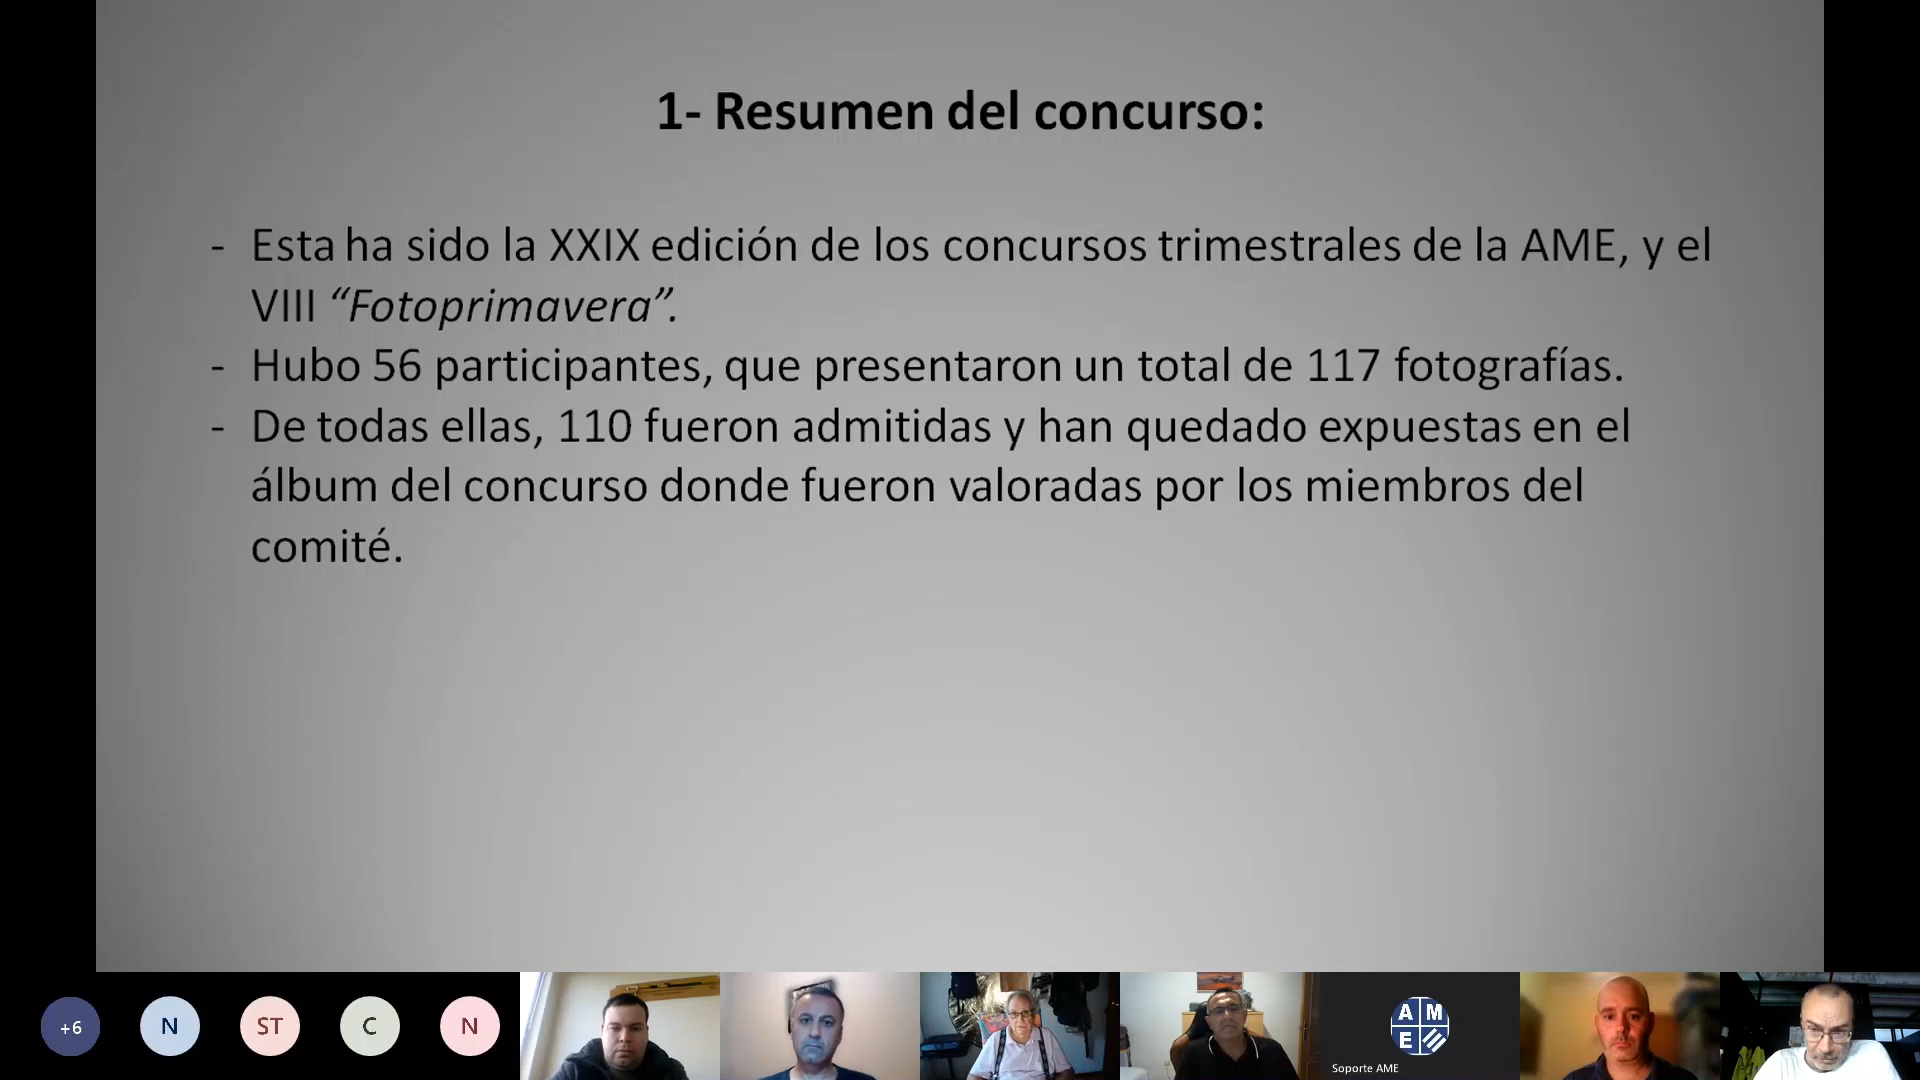 1- Resumen del concurso:
- Esta ha sido la XXIX edición de los concursos trimestrales de la AME, y el
VIII “Fotoprimavera”.
- Hubo 56 participantes, que presentaron un total de 117 fotografías.
- De todas ellas, 110 fueron admitidas y han quedado expuestas en el
álbum del concurso donde fueron valoradas por los miembros del
comité.
+6 N ST C N
A M
E
Soporte AME